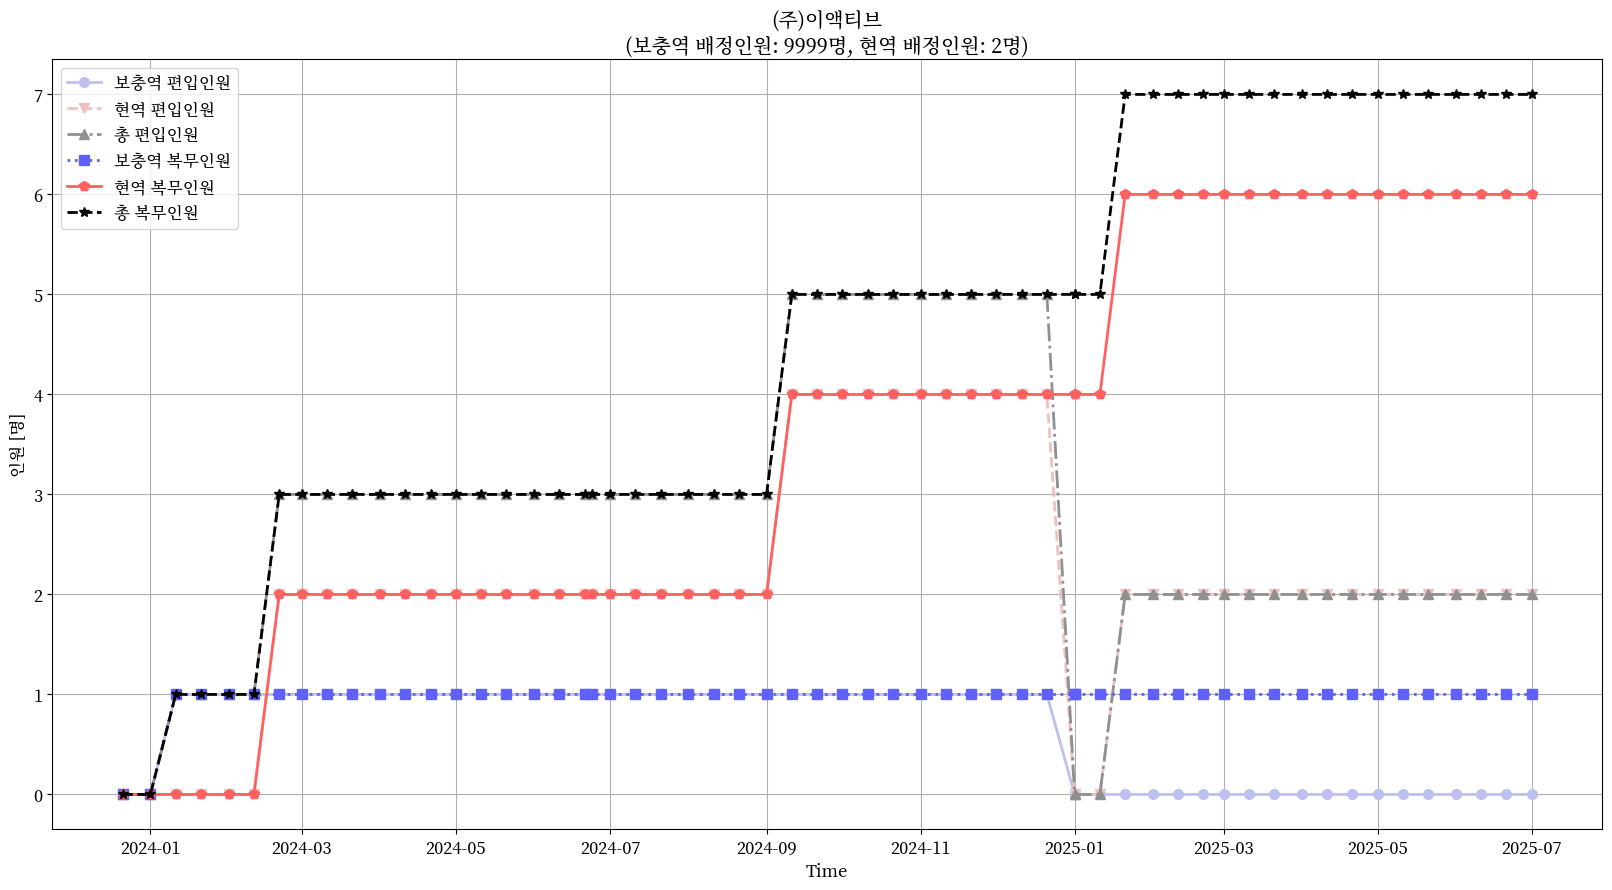 (주)이액티브
(보충역 배정인원: 9999명, 현역 배정인원: 2명)
보충역 편입인원
현역 편입인원
총 편입인원
보충역 복무인원
현역 복무인원
총 복무인원
인원 [명]
7
6
5
4
3
2
1
0
2024-01
2024-03
2024-05
2024-07
2024-09
2024-11
2025-01
2025-03
2025-05
2025-07
Time